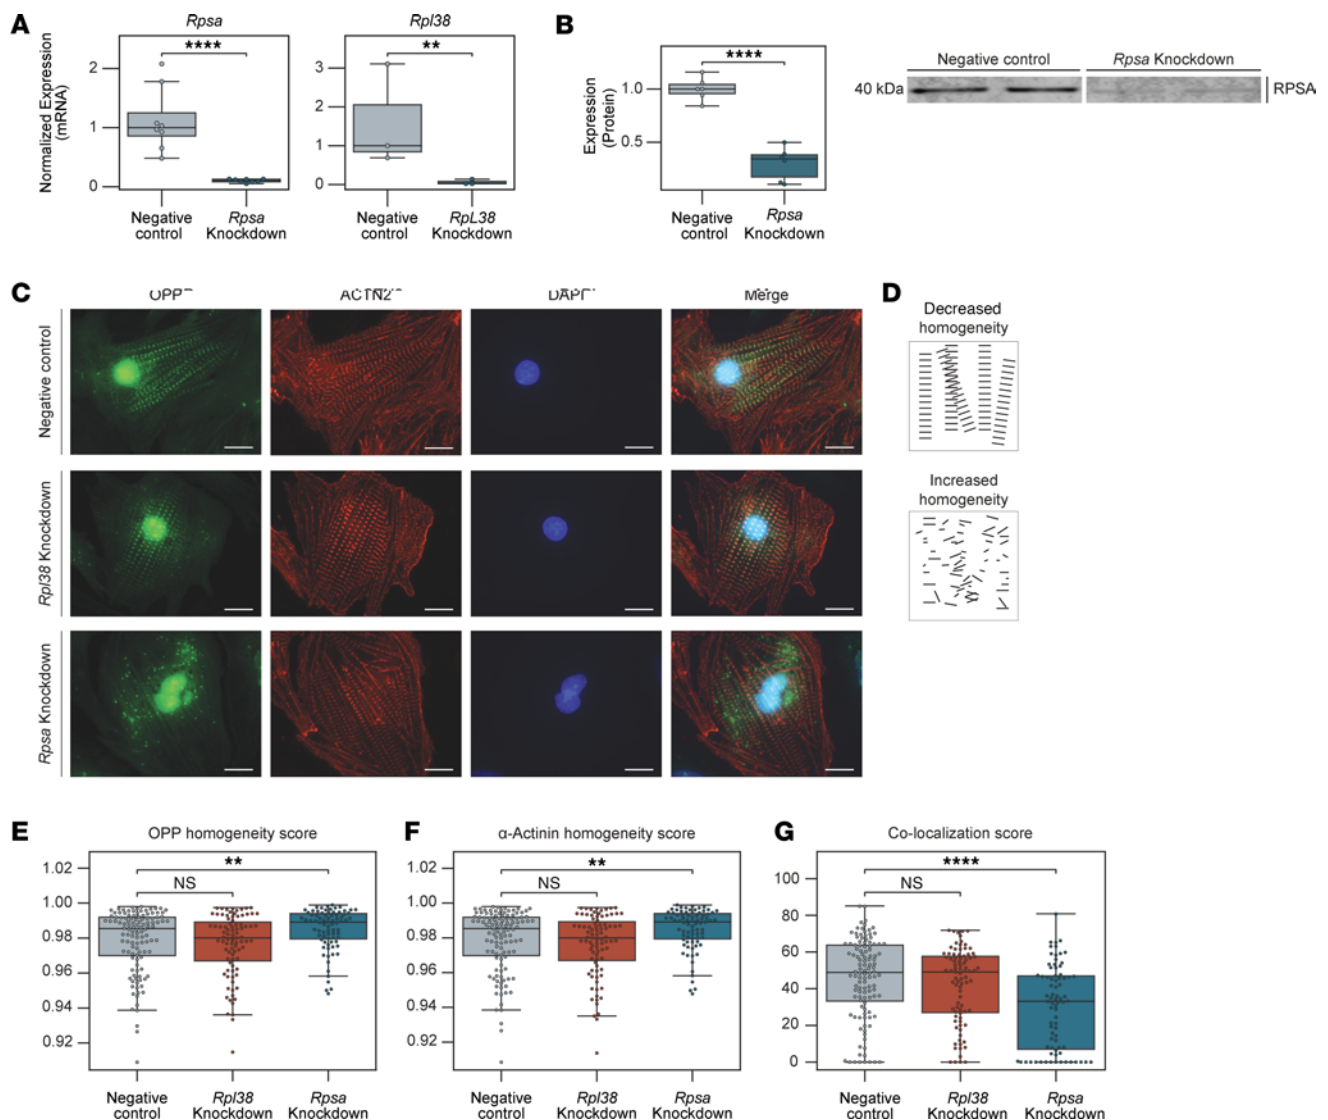 A
Rpsa
Rpl38
****
**
Normalized Expression
(mRNA)
2
1
0
3
2
1
0
Negative
control
Rpsa
Knockdown
Negative
control
RpL38
Knockdown
B
****
Expression
(Protein)
1.0
0.5
Negative
control
Rpsa
Knockdown
Negative control
Rpsa Knockdown
40 kDa
RPSA
C
OPP
ACTN2
DAPI
Merge
Negative control
Rpl38 Knockdown
Rpsa Knockdown
D
Decreased
homogeneity
Increased
homogeneity
E
OPP homogeneity score
1.02
1.00
0.98
0.96
0.94
0.92
**
NS
Negative
control
Rpl38
Knockdown
Rpsa
Knockdown
F
α-Actinin homogeneity score
1.02
1.00
0.98
0.96
0.94
0.92
**
NS
Negative
control
Rpl38
Knockdown
Rpsa
Knockdown
G
Co-localization score
100
80
60
40
20
0
****
NS
Negative
control
Rpl38
Knockdown
Rpsa
Knockdown